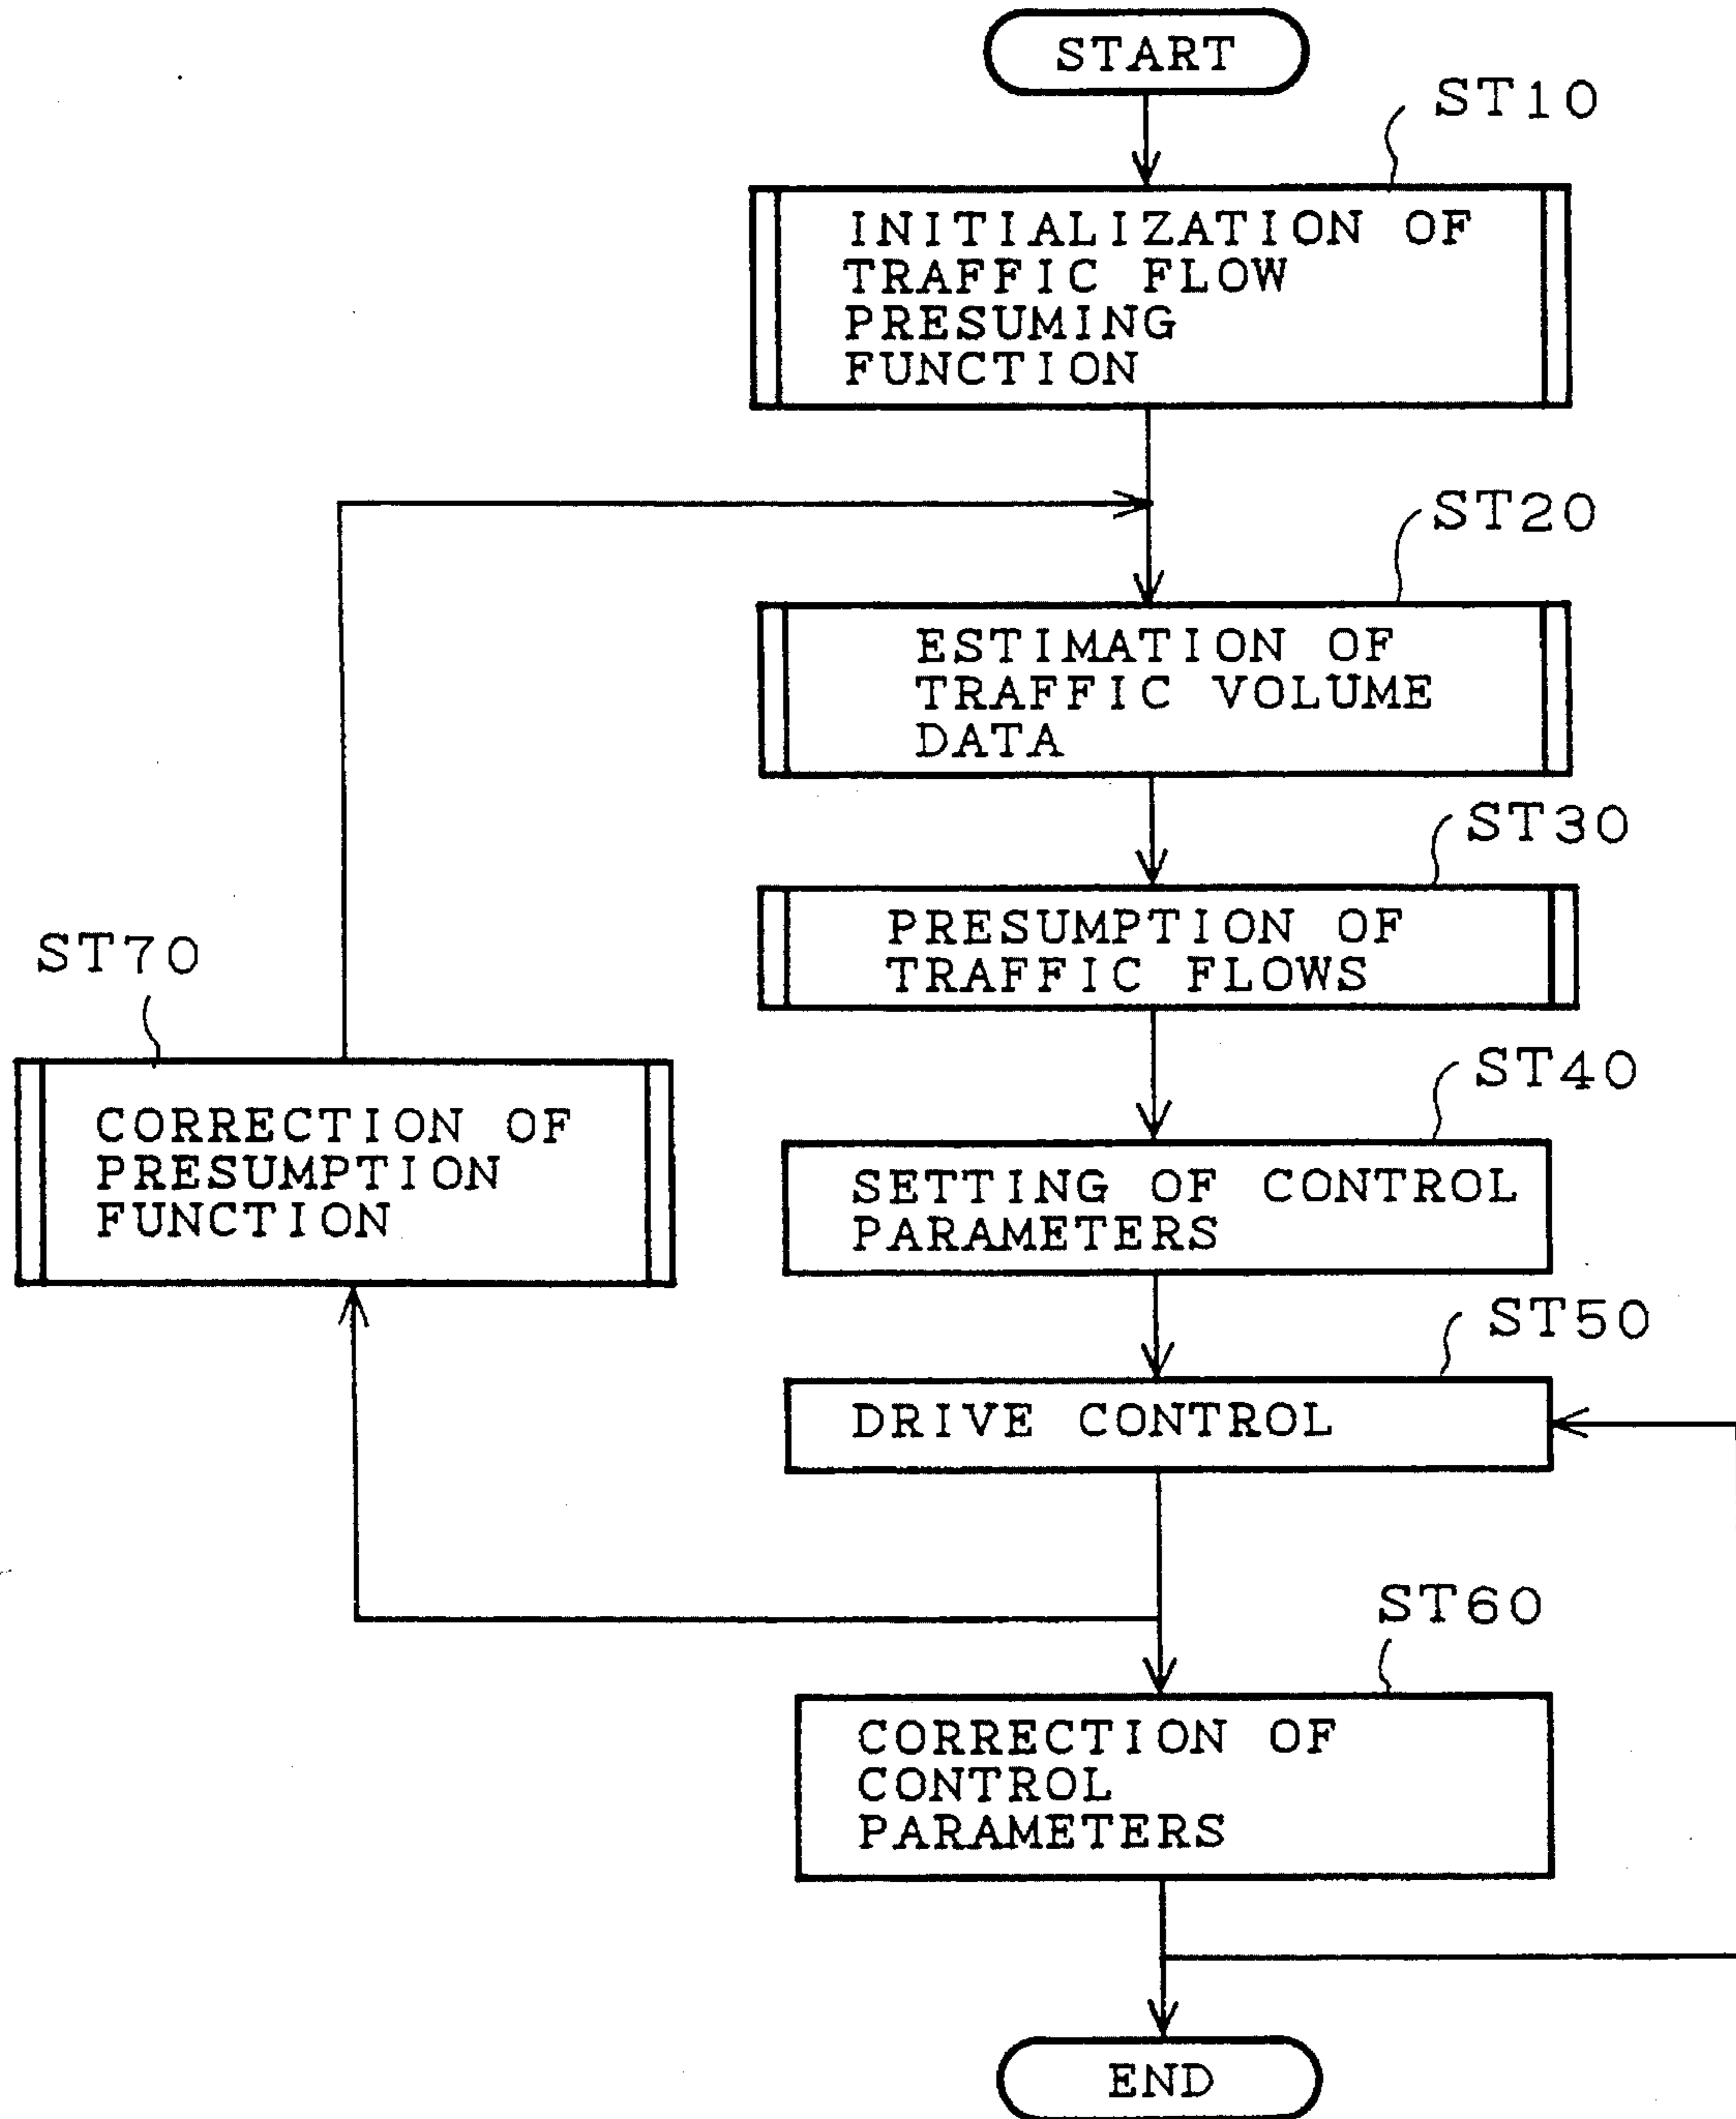 START
ST10
INITIALIZATION OF
TRAFFIC FLOW
PRESUMING
FUNCTION
ST20
ESTIMATION OF
TRAFFIC VOLUME
DATA
ST30
PRESUMPTION OF
TRAFFIC FLOWS
ST70
CORRECTION OF
PRESUMPTION
FUNCTION
ST40
SETTING OF CONTROL
PARAMETERS
ST50
DRIVE CONTROL
ST60
CORRECTION OF
CONTROL
PARAMETERS
END